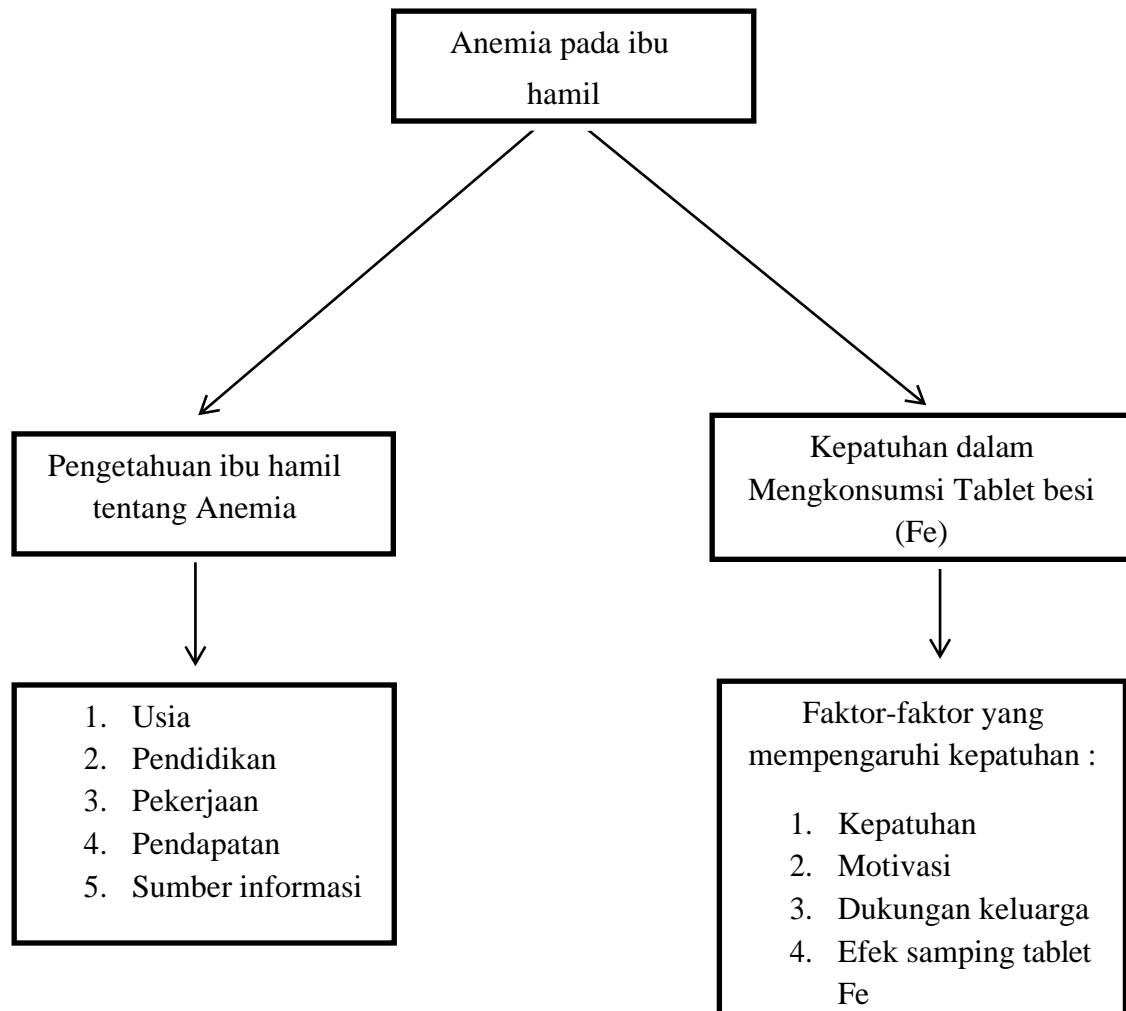 Anemia pada ibu
hamil
Pengetahuan ibu hamil
tentang Anemia
Kepatuhan dalam
Mengkonsumsi Tablet besi
(Fe)
1. Usia
2. Pendidikan
3. Pekerjaan
4. Pendapatan
5. Sumber informasi
Faktor-faktor yang
mempengaruhi kepatuhan :
1. Kepatuhan
2. Motivasi
3. Dukungan keluarga
4. Efek samping tablet
Fe